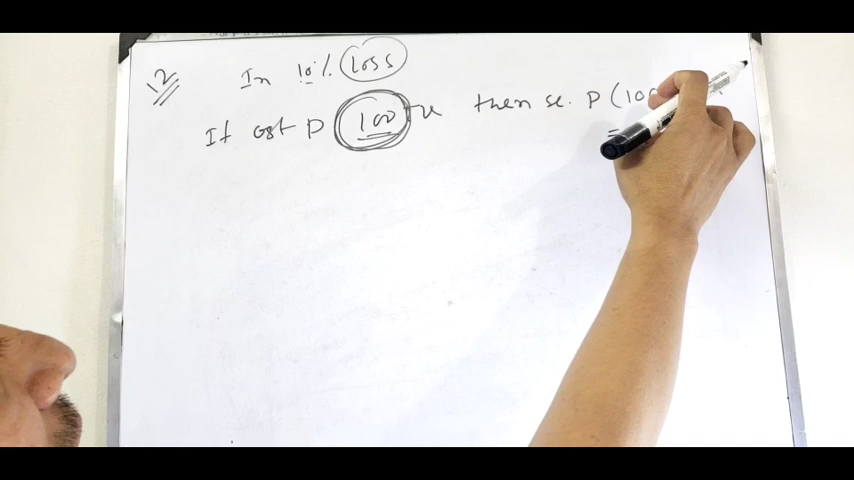 12
In 10% Loss
If cost P 100 then se. P (100
=